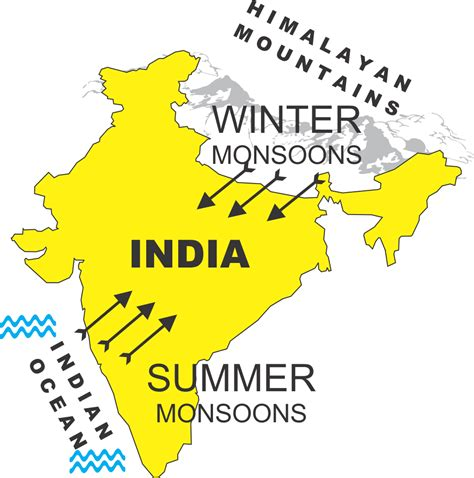 HIMALAYAN
MOUNTAINS
WINTER
MONSOONS
INDIA
INDIAN
OCEAN
SUMMER
MONSOONS